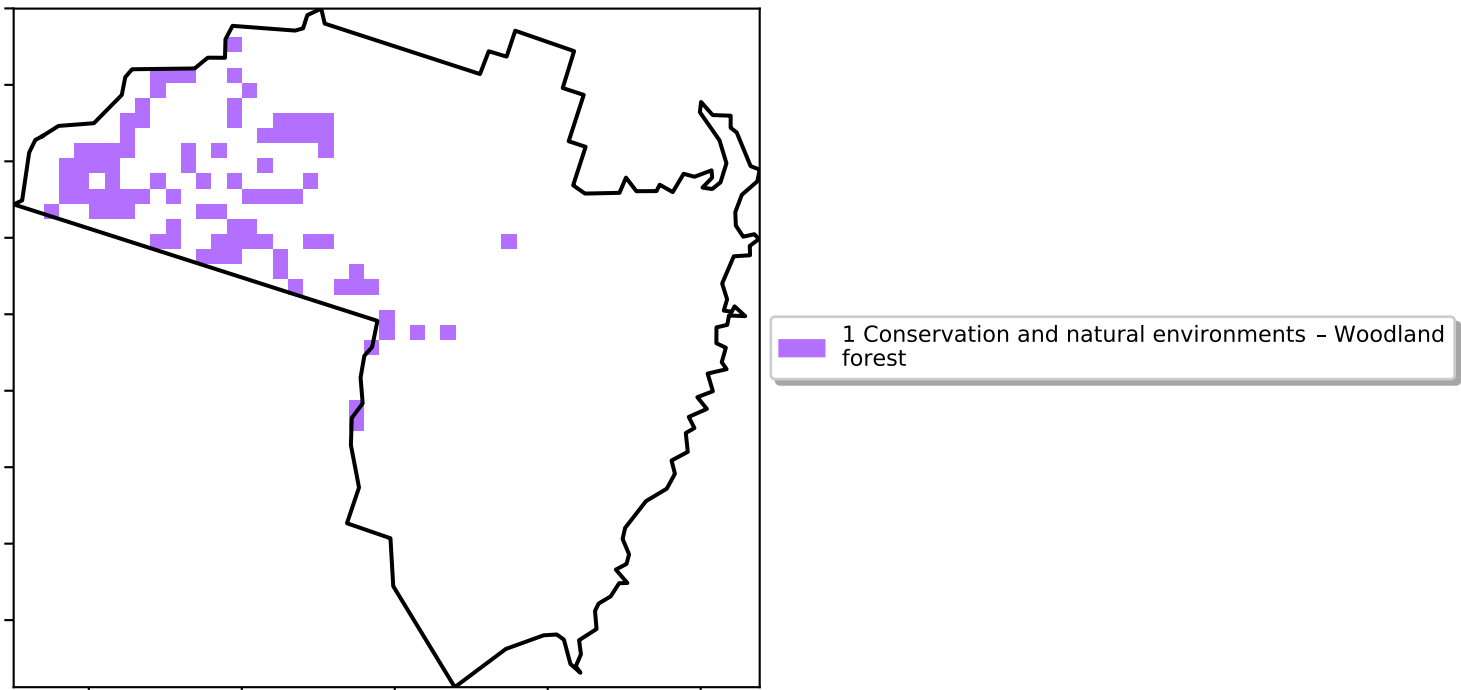 1 Conservation and natural environments – Woodland
forest